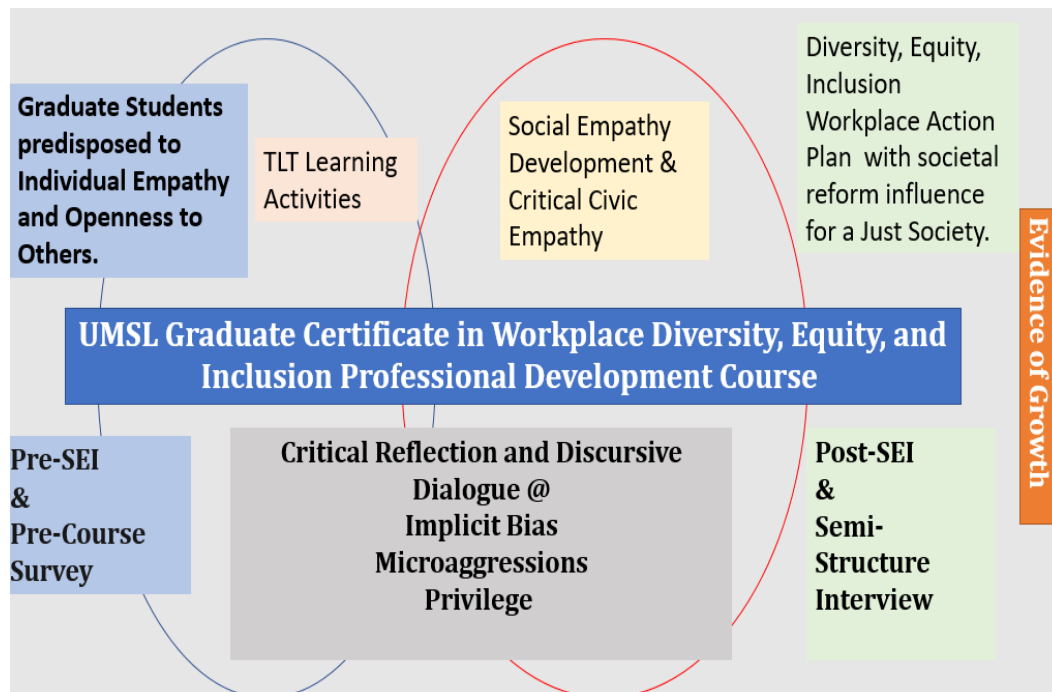 Graduate Students
predisposed to
Individual Empathy
and Openness to
Others.
TLT Learning
Activities
Social Empathy
Development &
Critical Civic
Empathy
Diversity, Equity,
Inclusion
Workplace Action
Plan with societal
reform influence
for a Just Society.
Evidence of Growth
UMSL Graduate Certificate in Workplace Diversity, Equity, and
Inclusion Professional Development Course
Pre-SEI
&
Pre-Course
Survey
Critical Reflection and Discursive
Dialogue @
Implicit Bias
Microaggressions
Privilege
Post-SEI
&
Semi-
Structure
Interview